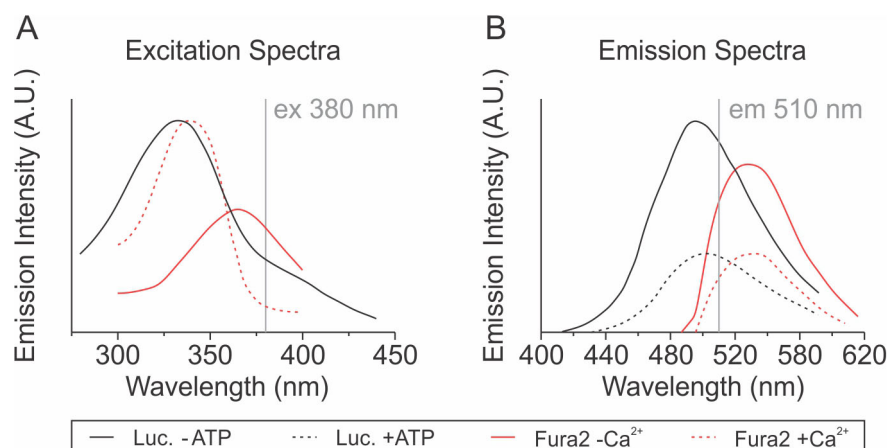 A
Excitation Spectra
Emission Intensity (A.U.)
ex 380 nm
300 350 400 450
Wavelength (nm)
B
Emission Spectra
Emission Intensity (A.U.)
em 510 nm
400 440 480 520 580 620
Wavelength (nm)
Luc. -ATP Luc. +ATP Fura2 -Ca²⁺ Fura2 +Ca²⁺